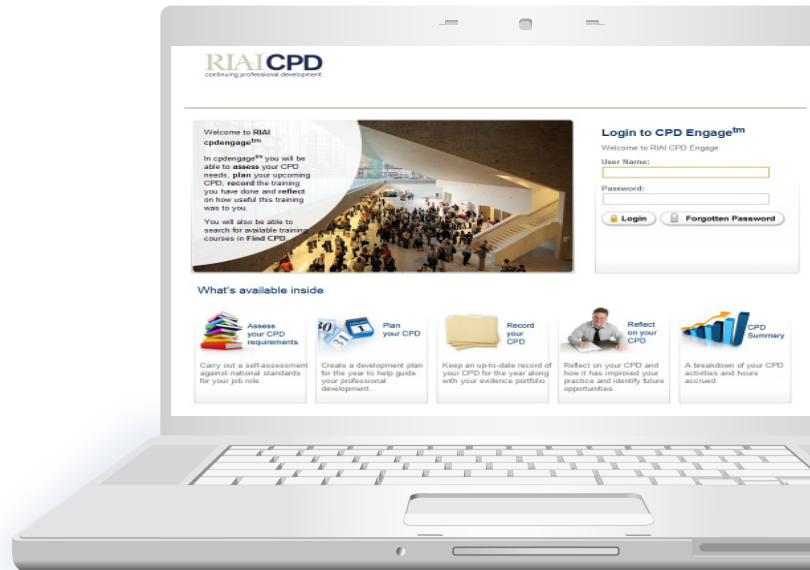 RIAI CPD
continuing professional development
Welcome to RIAI
cpdengage™
In cpdengage™ you will be
able to assess your CPD
needs, plan your upcoming
CPD, record the training
you have done and reflect
on how useful this training
was to you.
You will also be able to
search for available training
courses in Find CPD
Login to CPD Engage™
Welcome to RIAI CPD Engage
User Name:
Password:
Login
Forgotten Password
What's available inside
Assess
your CPD
requirements
Carry out a self-assessment
against national standards
for your job role.
30
1
Plan
your CPD
Create a development plan
for the year to help guide
your professional
development.
Record
your
CPD
Keep an up-to-date record of
your CPD for the year along
with your evidence portfolio.
Reflect
on your
CPD
Reflect on your CPD and
how it has improved your
practice and identify future
opportunities.
CPD
Summary
A breakdown of your CPD
activities and hours
accrued.